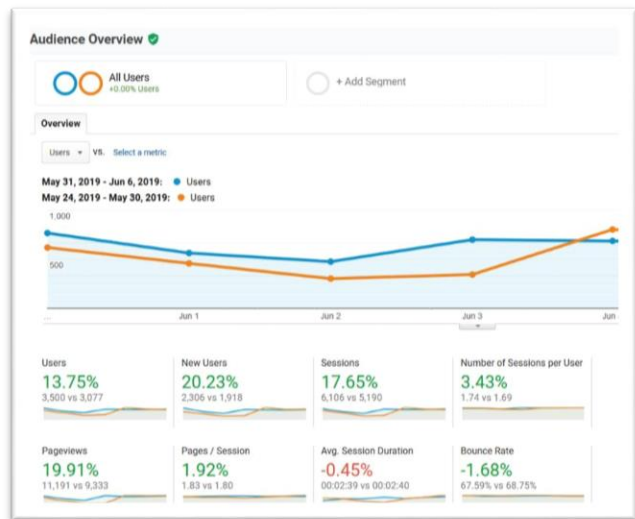 Audience Overview
All Users
+0.00% Users
+ Add Segment
Overview
Users VS. Select a metric
May 31, 2019 - Jun 6, 2019: Users
May 24, 2019 - May 30, 2019: Users
1,000
500
... Jun 1 Jun 2 Jun 3 Jun
Users New Users Sessions Number of Sessions per User
13.75% 20.23% 17.65% 3.43%
3,500 vs 3,077 2,306 vs 1,918 6,106 vs 5,190 1.74 vs 1.69
Pageviews Pages / Session Avg. Session Duration Bounce Rate
19.91% 1.92% -0.45% -1.68%
11,191 vs 9,333 1.83 vs 1.80 00:02:39 vs 00:02:40 67.59% vs 68.75%